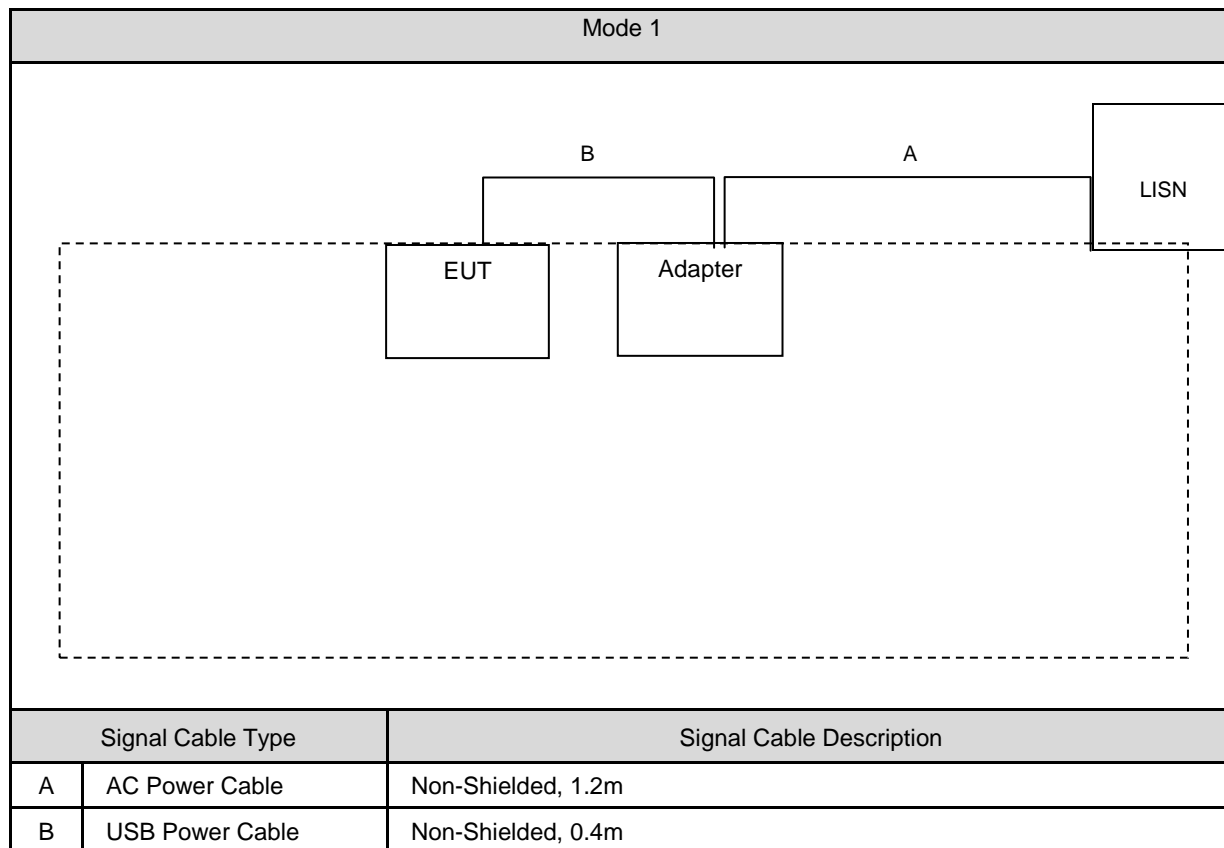 Mode 1
B
A
LISN
EUT
Adapter
Signal Cable Type
Signal Cable Description
A
AC Power Cable
Non-Shielded, 1.2m
B
USB Power Cable
Non-Shielded, 0.4m